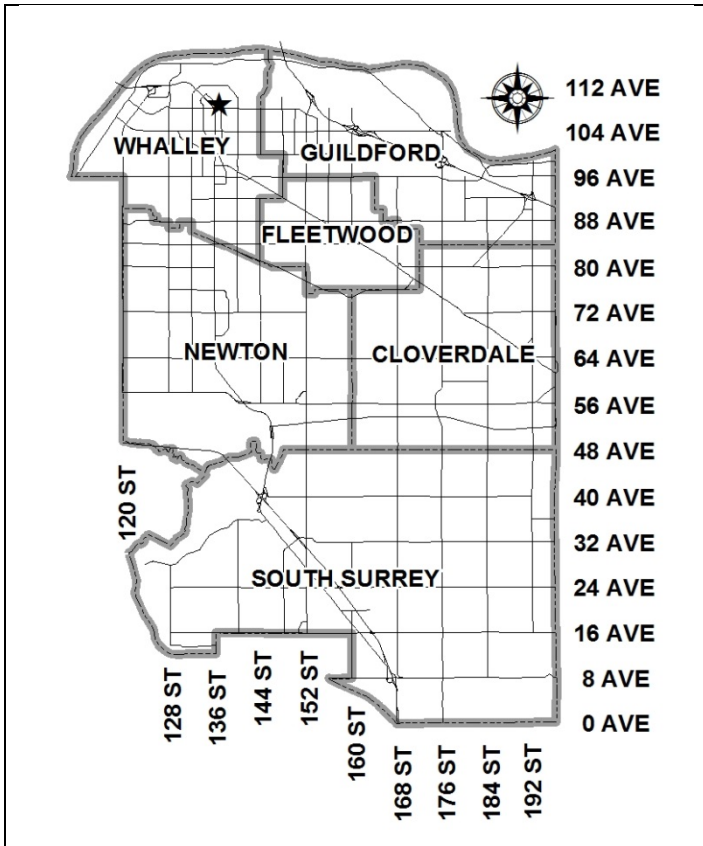 112 AVE
104 AVE
WHALLEY
GUILDFORD
96 AVE
88 AVE
FLEETWOOD
80 AVE
72 AVE
NEWTON
CLOVERDALE
64 AVE
56 AVE
48 AVE
120 ST
40 AVE
32 AVE
SOUTH SURREY
24 AVE
16 AVE
128 ST
136 ST
144 ST
152 ST
160 ST
8 AVE
0 AVE
168 ST
176 ST
184 ST
192 ST